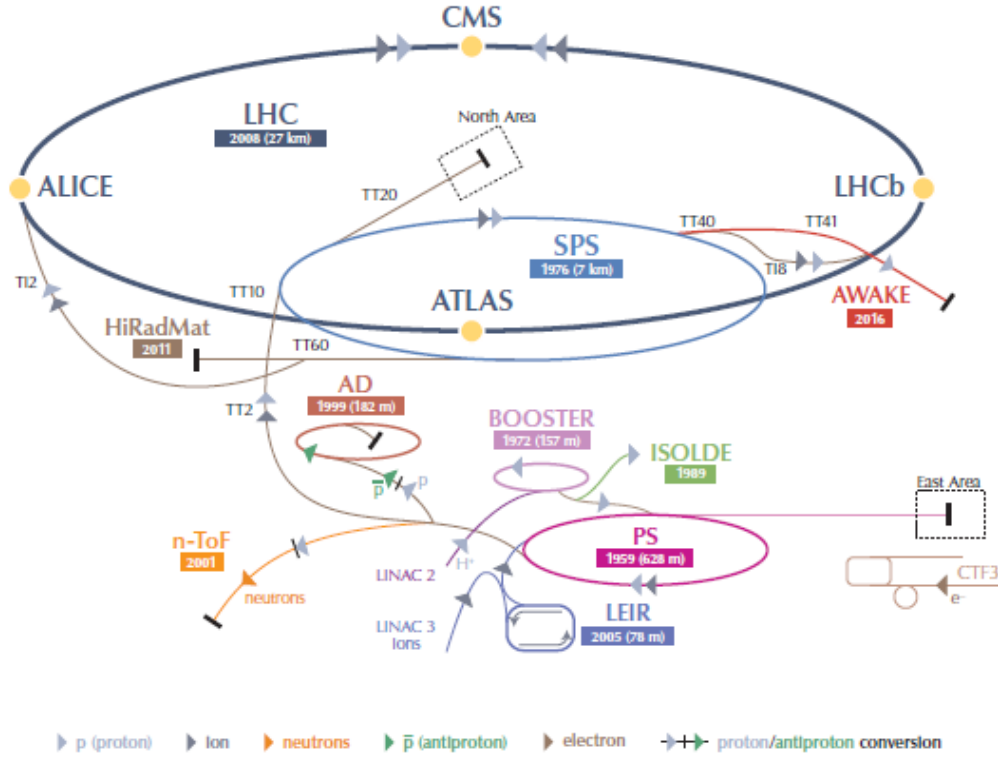 CMS
LHC
2008 (27 km)
North Area
ALICE
LHCb
TT20
TT40
TT41
SPS
1976 (7 km)
TI8
TI2
TT10
ATLAS
AWAKE
2016
HiRadMat
2011
TT60
AD
1999 (182 m)
TT2
BOOSTER
1972 (157 m)
ISOLDE
1989
p
p̅
East Area
n-ToF
2001
PS
1959 (628 m)
H⁺
LINAC 2
neutrons
CTF3
e⁻
LEIR
2005 (78 m)
LINAC 3
Ions
p (proton)
ion
neutrons
p̅ (antiproton)
electron
proton/antiproton conversion